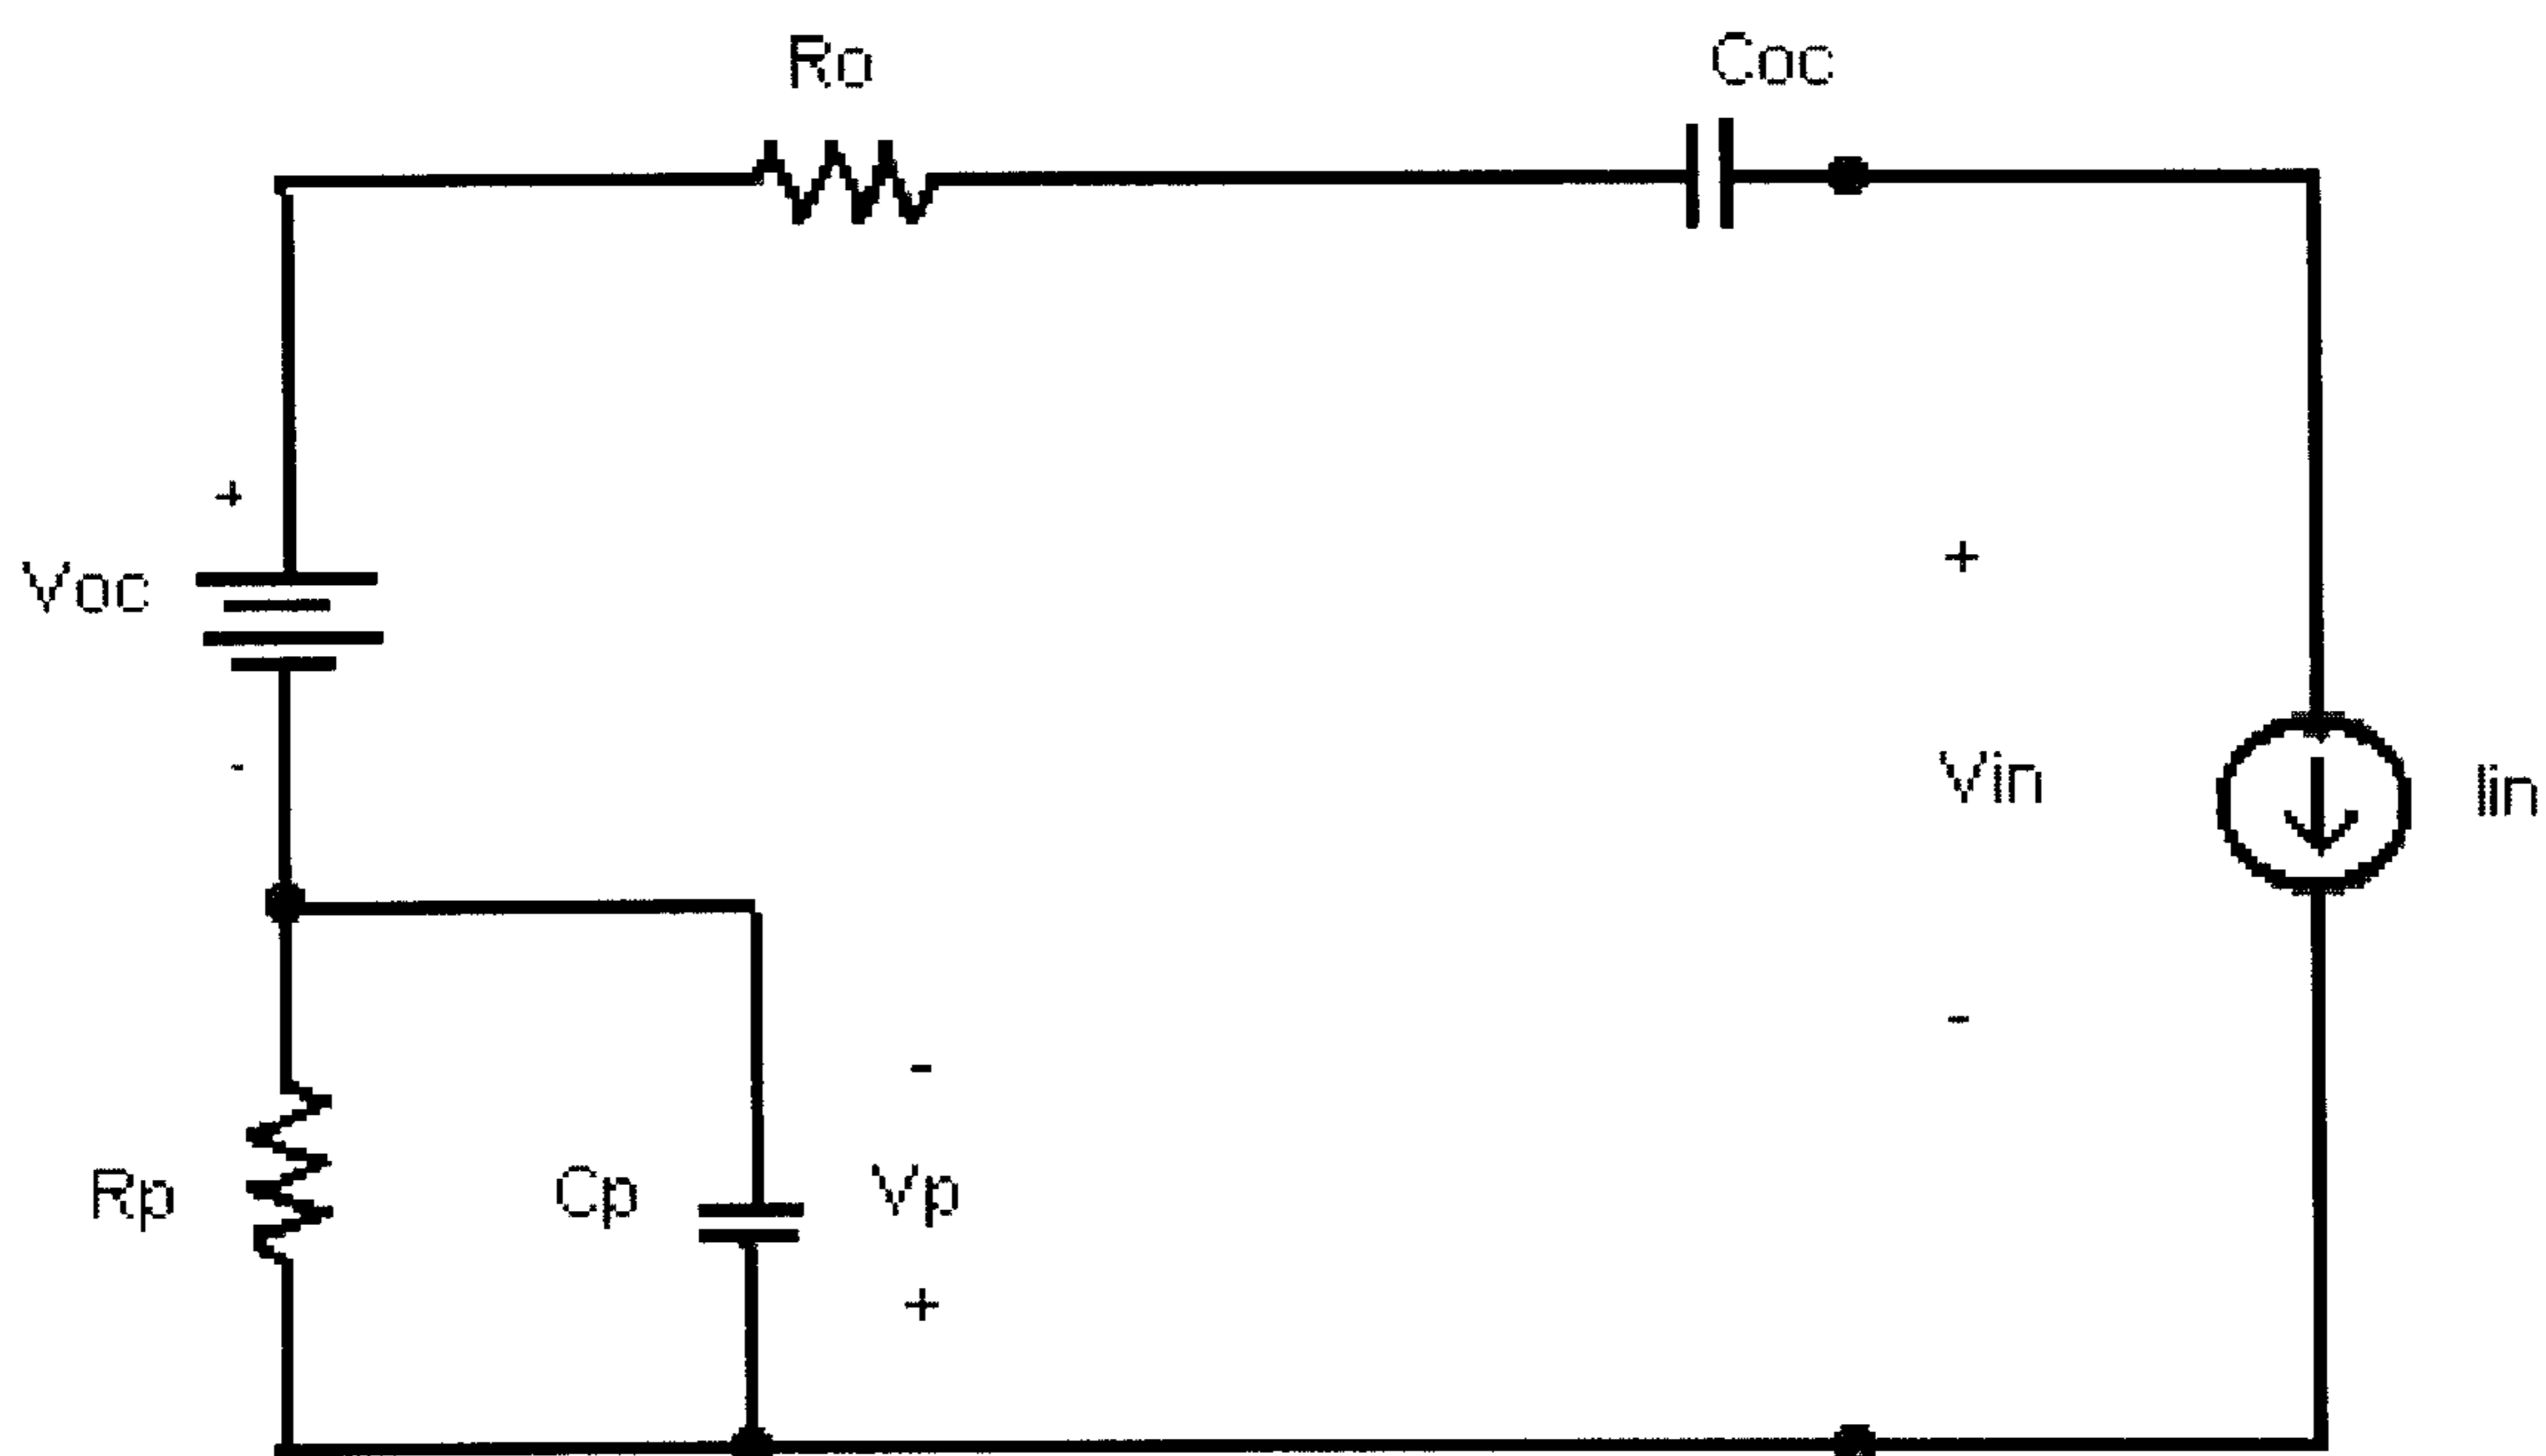 Ro
Coc
+
Voc
-
+
Vin
-
Iin
-
Rp
Cp
Vp
+